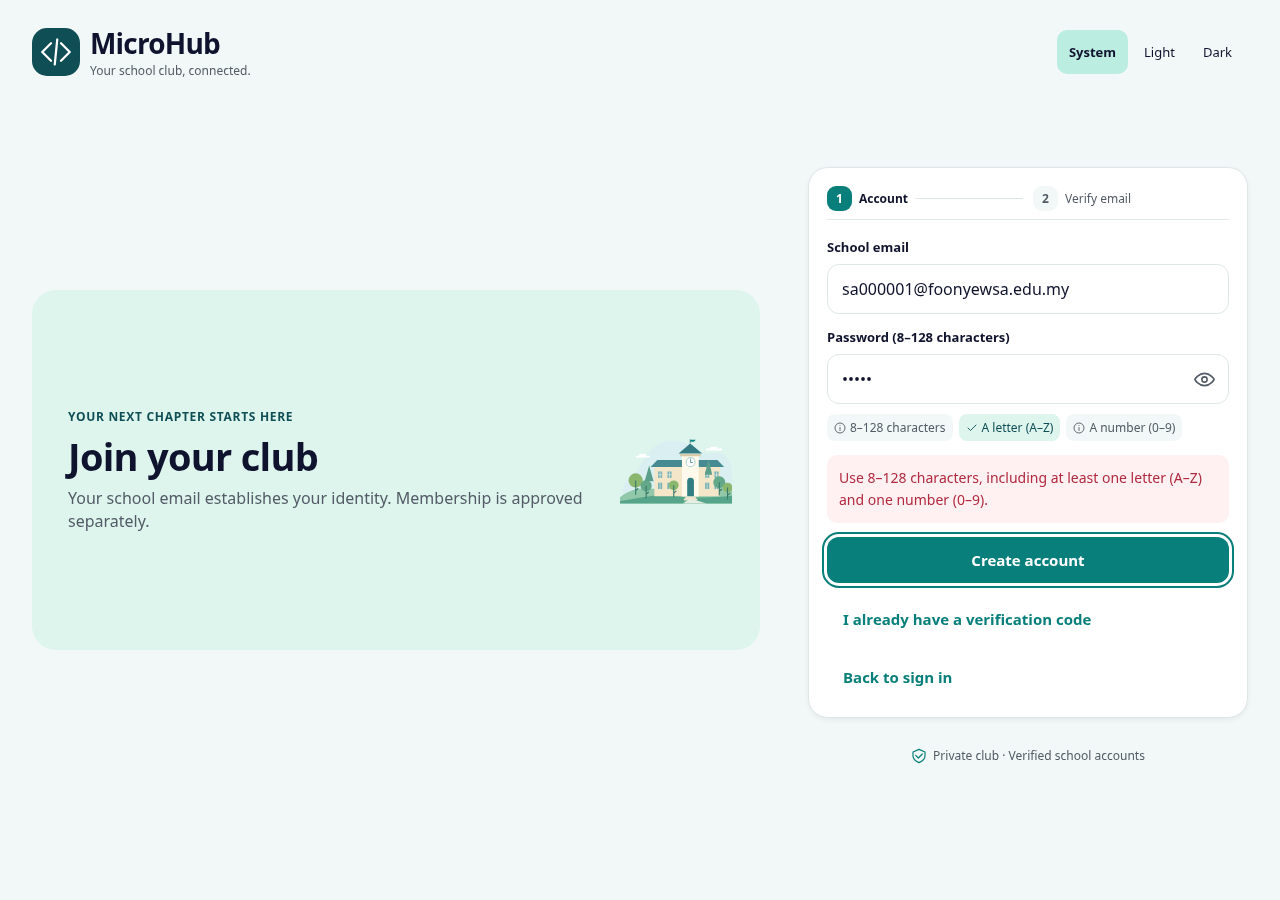 MicroHub
Your school club, connected.
System
Light
Dark
YOUR NEXT CHAPTER STARTS HERE
Join your club
Your school email establishes your identity. Membership is approved
separately.
1 Account
2 Verify email
School email
sa000001@foonyewsa.edu.my
Password (8–128 characters)
•••••
8–128 characters
A letter (A–Z)
A number (0–9)
Use 8–128 characters, including at least one letter (A–Z)
and one number (0–9).
Create account
I already have a verification code
Back to sign in
Private club · Verified school accounts